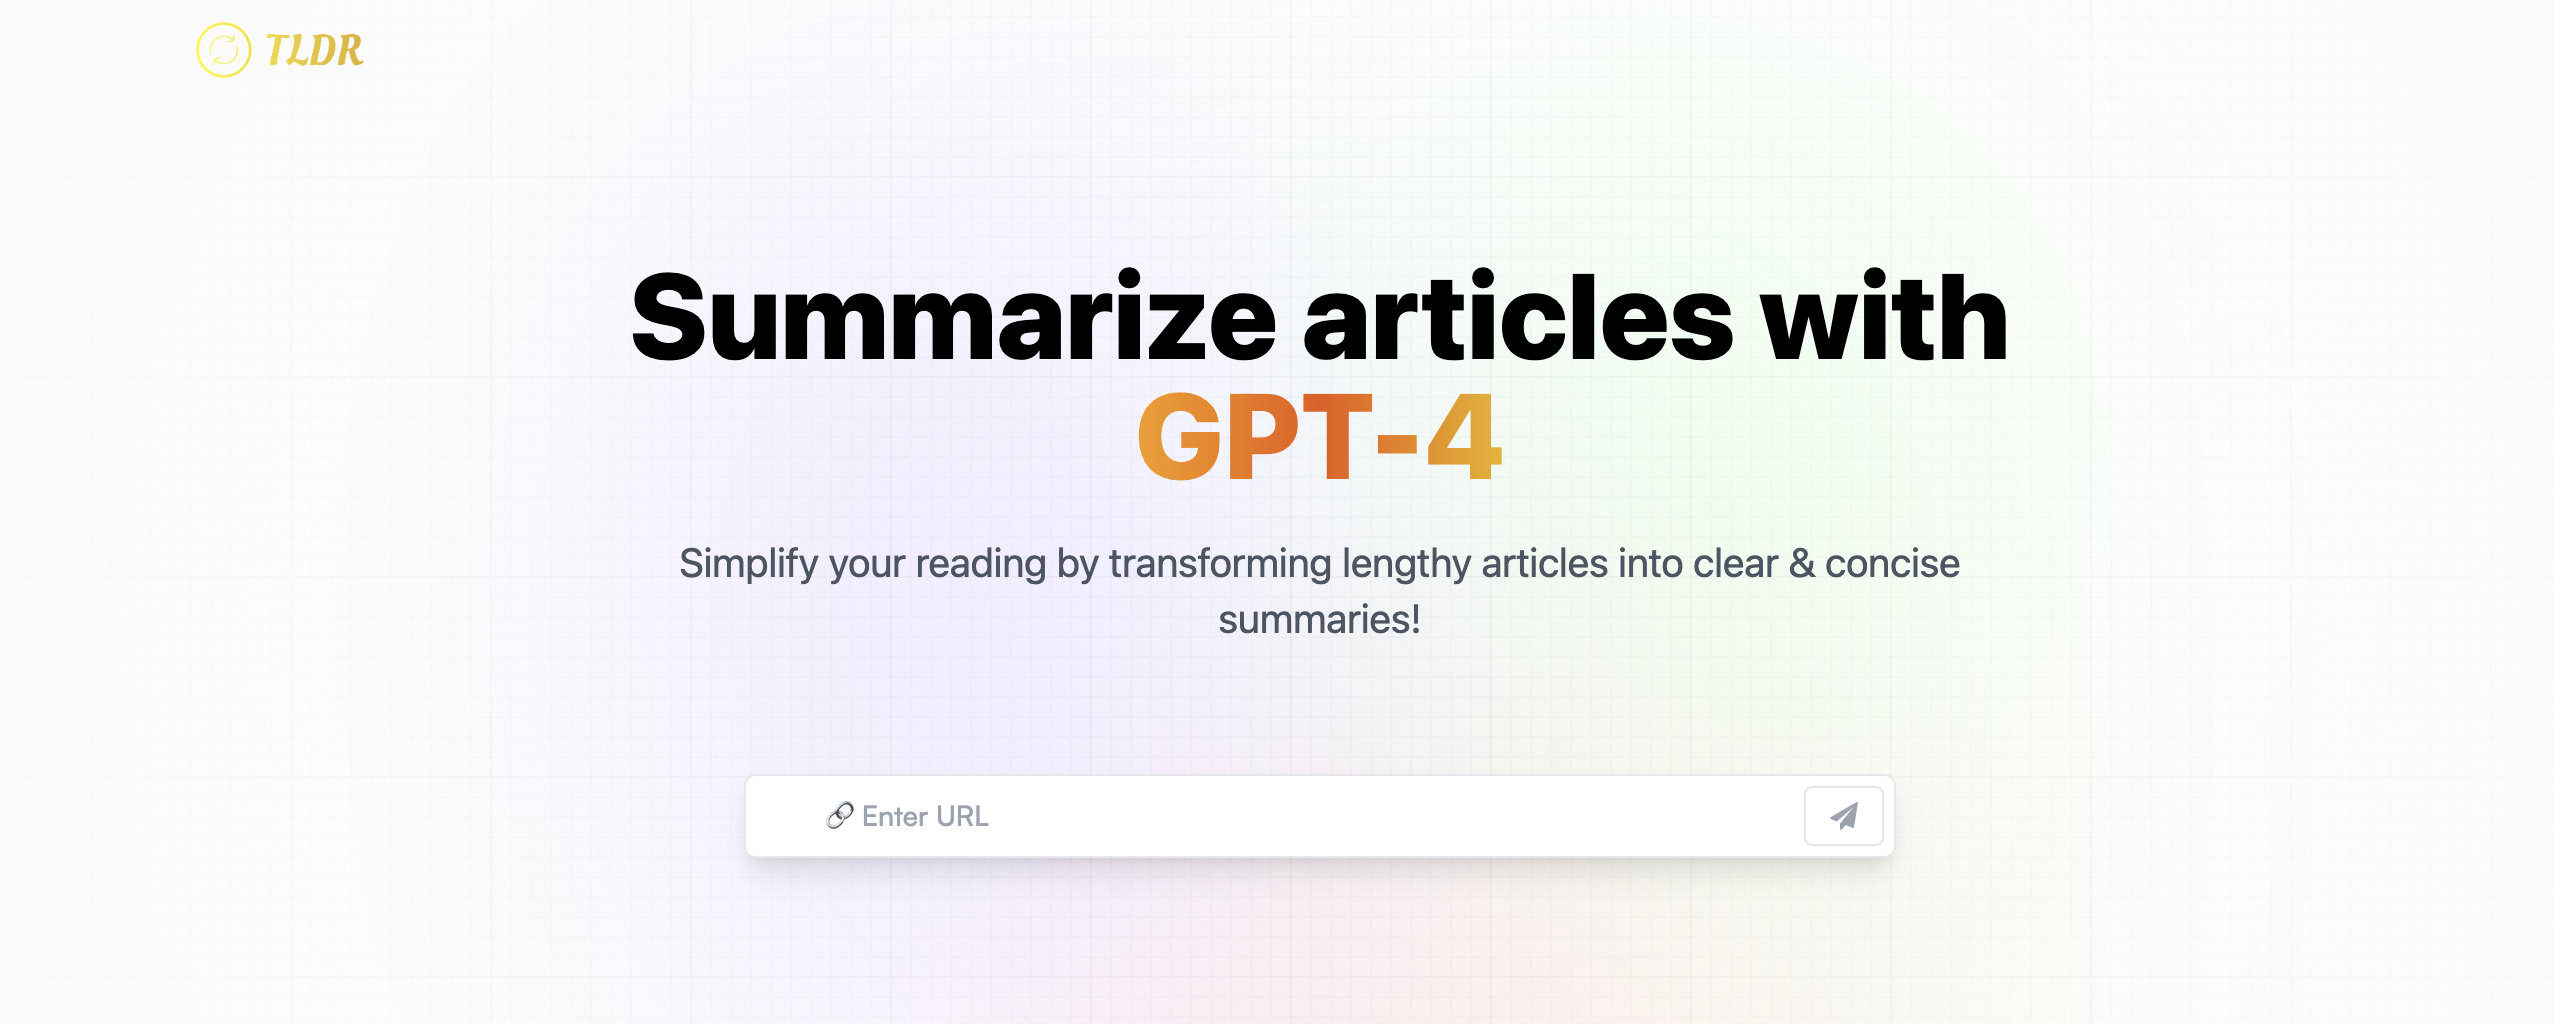 TLDR
Summarize articles with
GPT-4
Simplify your reading by transforming lengthy articles into clear & concise
summaries!
🔗 Enter URL